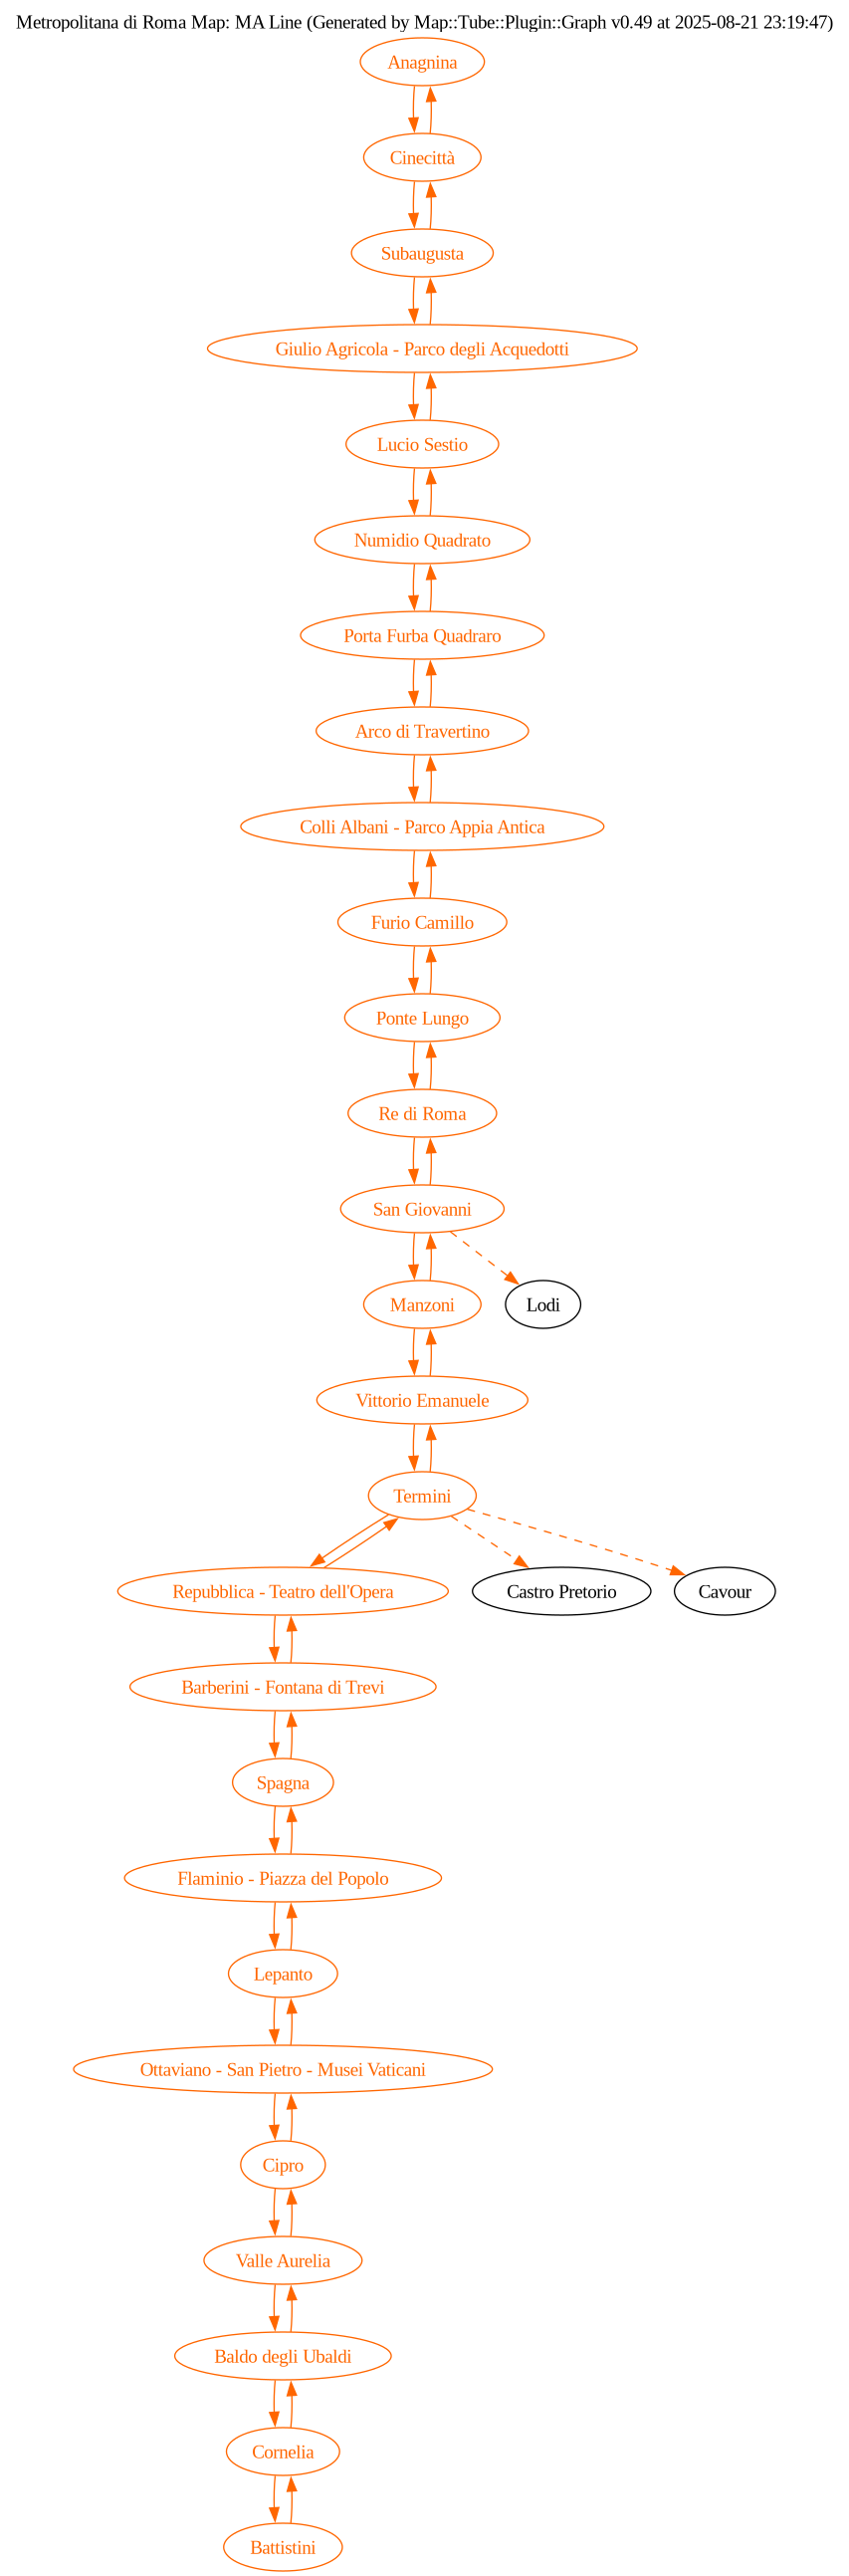 Metropolitana di Roma Map: MA Line (Generated by Map::Tube::Plugin::Graph v0.49 at 2025-08-21 23:19:47)
Anagnina
Cinecittà
Subaugusta
Giulio Agricola - Parco degli Acquedotti
Lucio Sestio
Numidio Quadrato
Porta Furba Quadraro
Arco di Travertino
Colli Albani - Parco Appia Antica
Furio Camillo
Ponte Lungo
Re di Roma
San Giovanni
Manzoni
Lodi
Vittorio Emanuele
Termini
Repubblica - Teatro dell'Opera
Castro Pretorio
Cavour
Barberini - Fontana di Trevi
Spagna
Flaminio - Piazza del Popolo
Lepanto
Ottaviano - San Pietro - Musei Vaticani
Cipro
Valle Aurelia
Baldo degli Ubaldi
Cornelia
Battistini